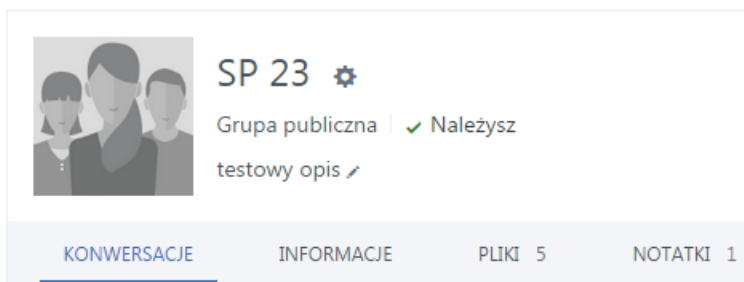 SP 23
Grupa publiczna Należysz
testowy opis
KONWERSACJE INFORMACJE PLIKI 5 NOTATKI 1